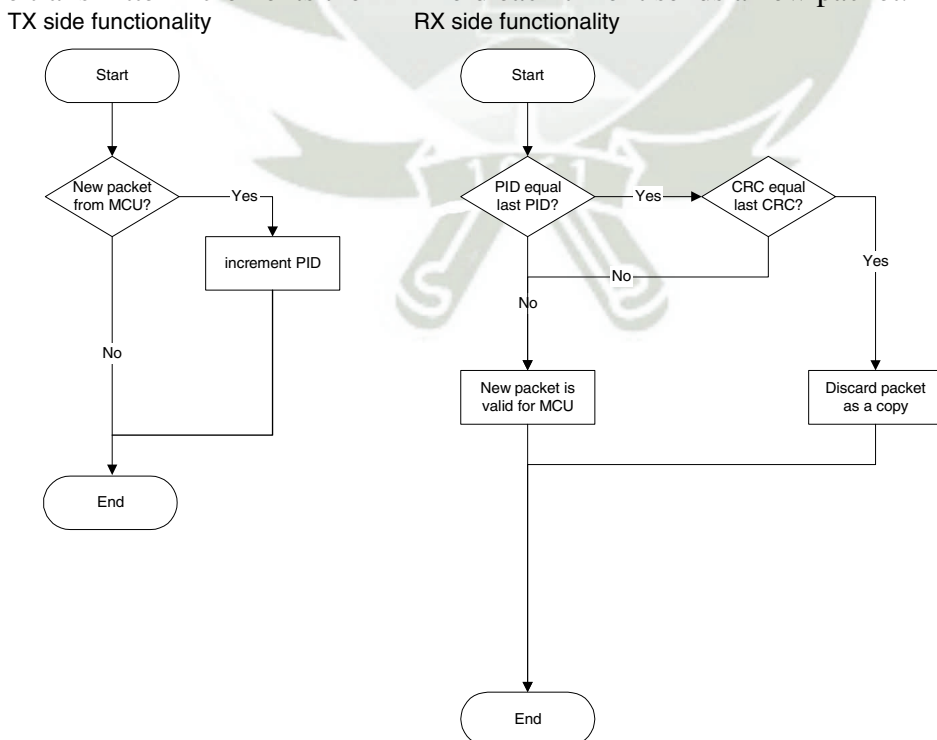 TX side functionality
RX side functionality
Start
New packet
from MCU?
Yes
increment PID
No
End
Start
PID equal
last PID?
Yes
CRC equal
last CRC?
No
Yes
No
New packet is
valid for MCU
Discard packet
as a copy
End